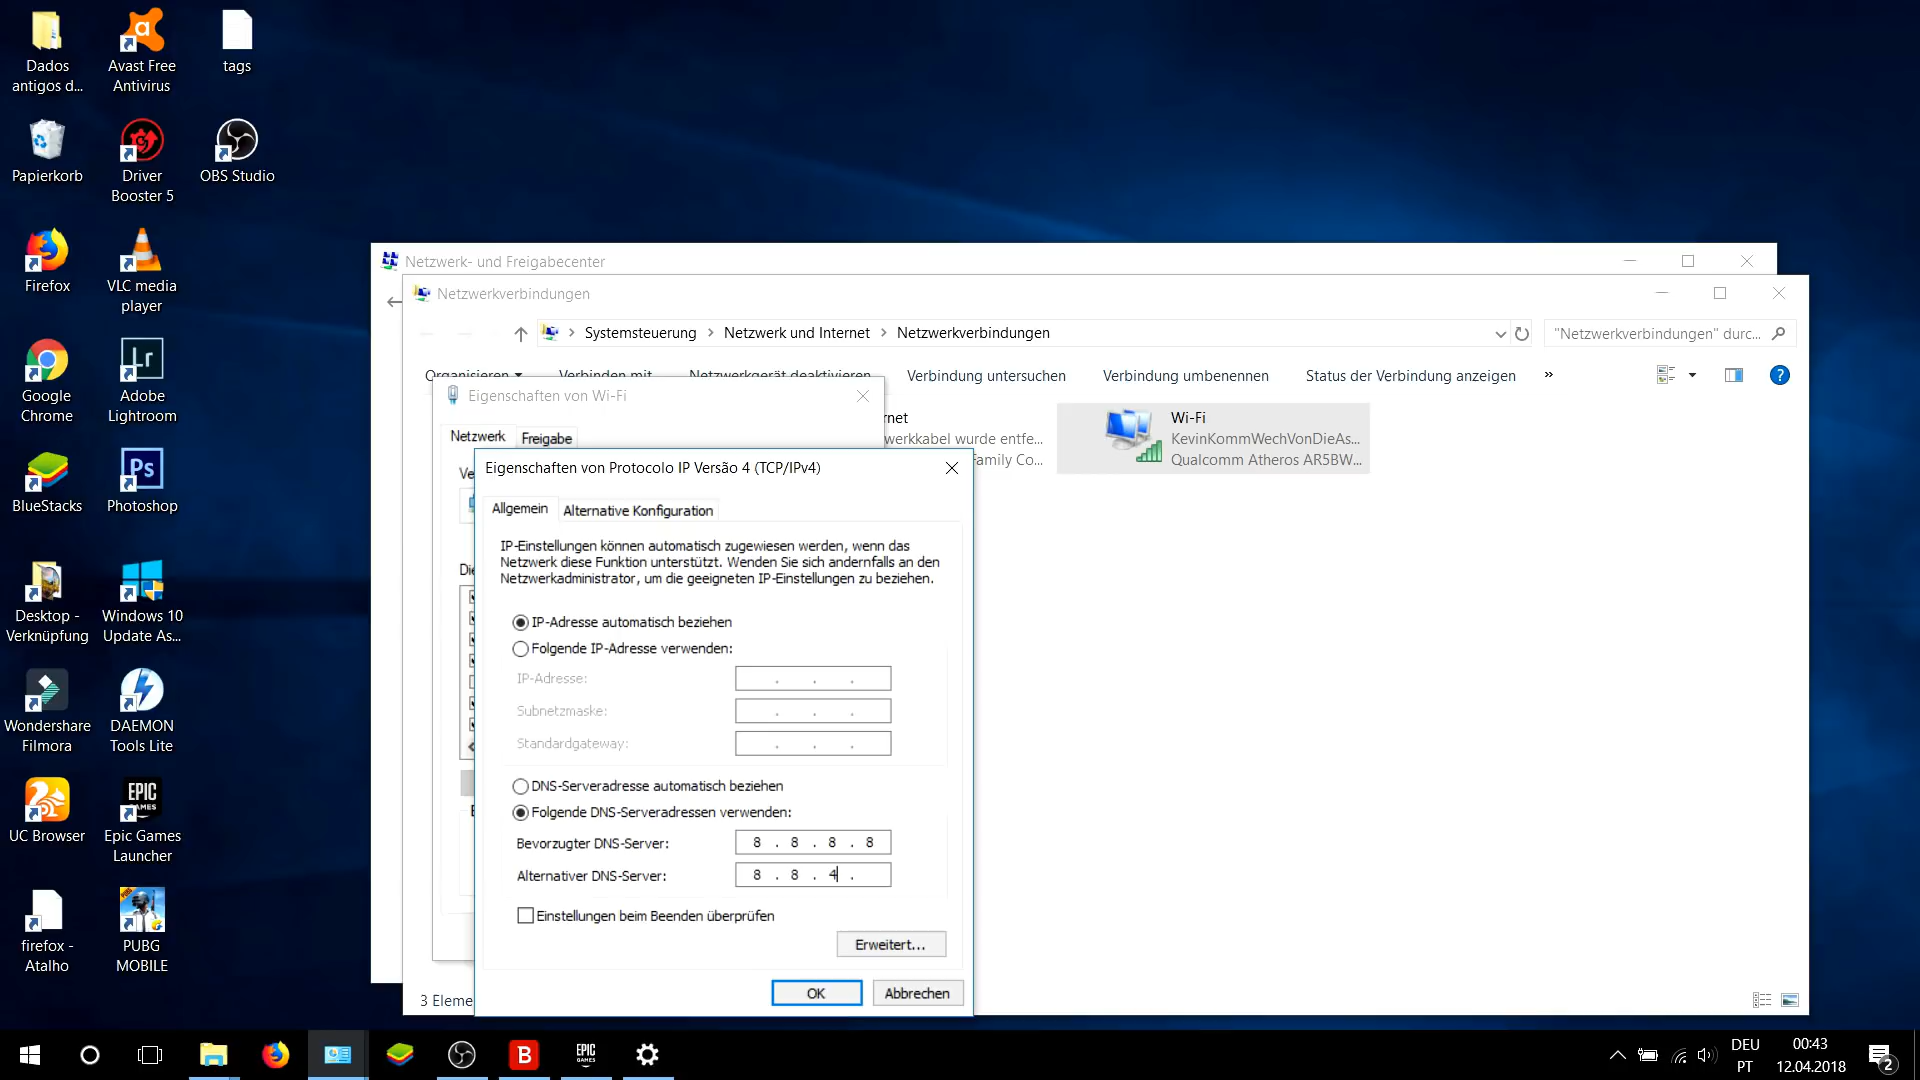 Dados
antigos d...
Avast Free
Antivirus
tags
Papierkorb
Driver
Booster 5
OBS Studio
Firefox
VLC media
player
Google
Chrome
Adobe
Lightroom
BlueStacks
Photoshop
Desktop -
Verknüpfung
Windows 10
Update As...
Wondershare
Filmora
DAEMON
Tools Lite
UC Browser
Epic Games
Launcher
firefox -
Atalho
PUBG
MOBILE
Netzwerk- und Freigabecenter
Netzwerkverbindungen
Systemsteuerung > Netzwerk und Internet > Netzwerkverbindungen
"Netzwerkverbindungen" durc...
Organisieren Verbinden mit Netzwerkgerät deaktivieren Verbindung untersuchen Verbindung umbenennen Status der Verbindung anzeigen »
Eigenschaften von Wi-Fi
Netzwerk Freigabe
rnet
werkkabel wurde entfe...
Family Co...
Wi-Fi
KevinKommWechVonDieAs...
Qualcomm Atheros AR5BW...
Ve
Die
Eigenschaften von Protocolo IP Versão 4 (TCP/IPv4)
Allgemein Alternative Konfiguration
IP-Einstellungen können automatisch zugewiesen werden, wenn das
Netzwerk diese Funktion unterstützt. Wenden Sie sich andernfalls an den
Netzwerkadministrator, um die geeigneten IP-Einstellungen zu beziehen.
IP-Adresse automatisch beziehen
Folgende IP-Adresse verwenden:
IP-Adresse: . . .
Subnetzmaske: . . .
Standardgateway: . . .
DNS-Serveradresse automatisch beziehen
Folgende DNS-Serveradressen verwenden:
Bevorzugter DNS-Server: 8 . 8 . 8 . 8
Alternativer DNS-Server: 8 . 8 . 4 .
Einstellungen beim Beenden überprüfen
Erweitert...
OK Abbrechen
3 Eleme
DEU
PT
00:43
12.04.2018
2